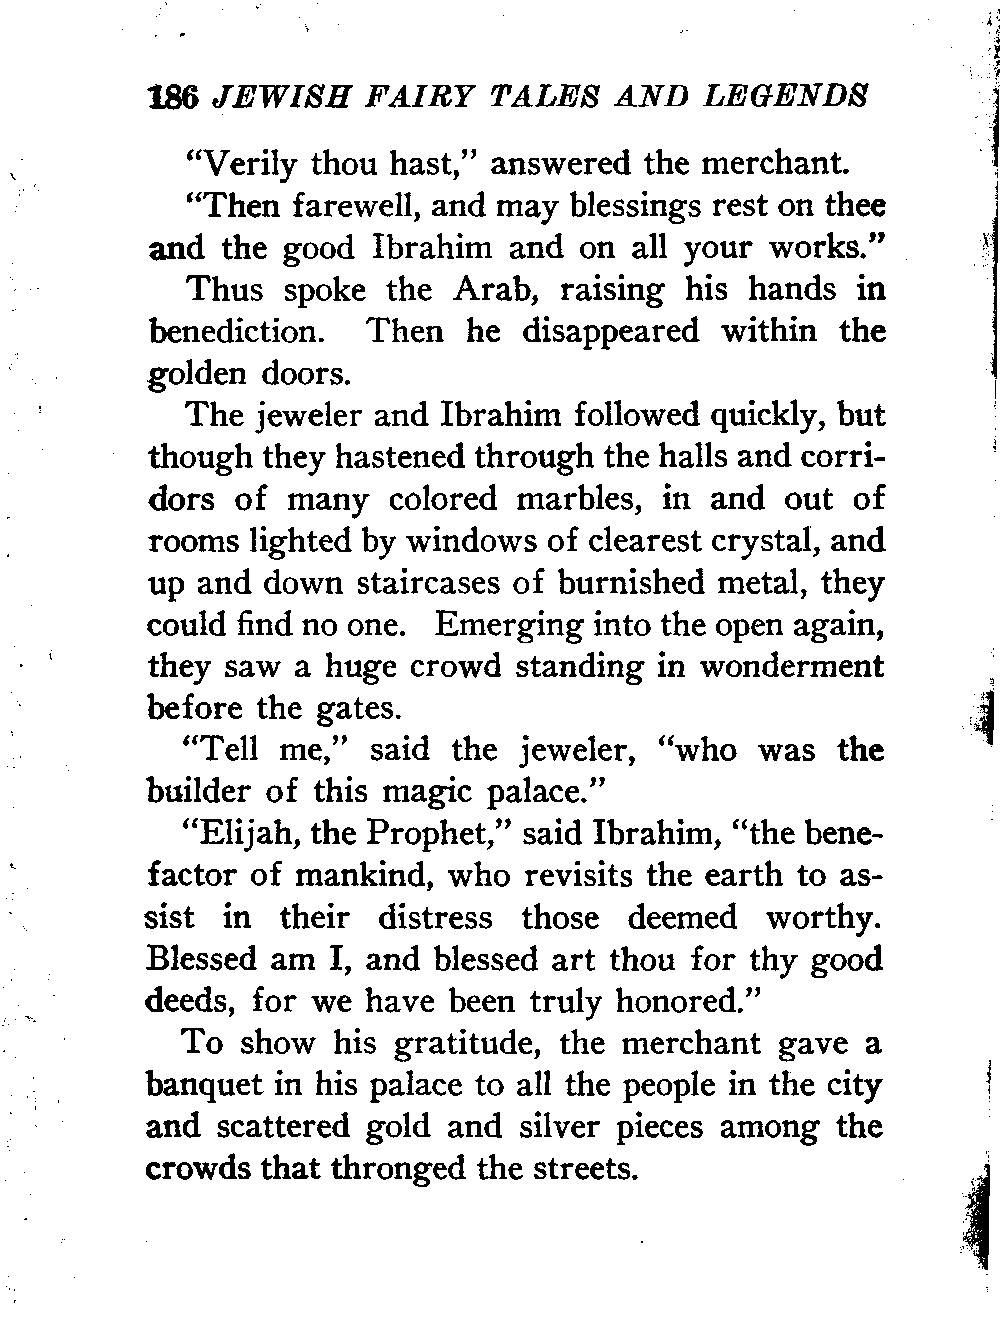 186 JEWISH FAIRY TALES AND LEGENDS
“Verily thou hast,” answered the merchant.
“Then farewell, and may blessings rest on thee
and the good Ibrahim and on all your works.”
Thus spoke the Arab, raising his hands in
benediction. Then he disappeared within the
golden doors.
The jeweler and Ibrahim followed quickly, but
though they hastened through the halls and corri-
dors of many colored marbles, in and out of
rooms lighted by windows of clearest crystal, and
up and down staircases of burnished metal, they
could find no one. Emerging into the open again,
they saw a huge crowd standing in wonderment
before the gates.
“Tell me,” said the jeweler, “who was the
builder of this magic palace.”
“Elijah, the Prophet,” said Ibrahim, “the bene-
factor of mankind, who revisits the earth to as-
sist in their distress those deemed worthy.
Blessed am I, and blessed art thou for thy good
deeds, for we have been truly honored.”
To show his gratitude, the merchant gave a
banquet in his palace to all the people in the city
and scattered gold and silver pieces among the
crowds that thronged the streets.